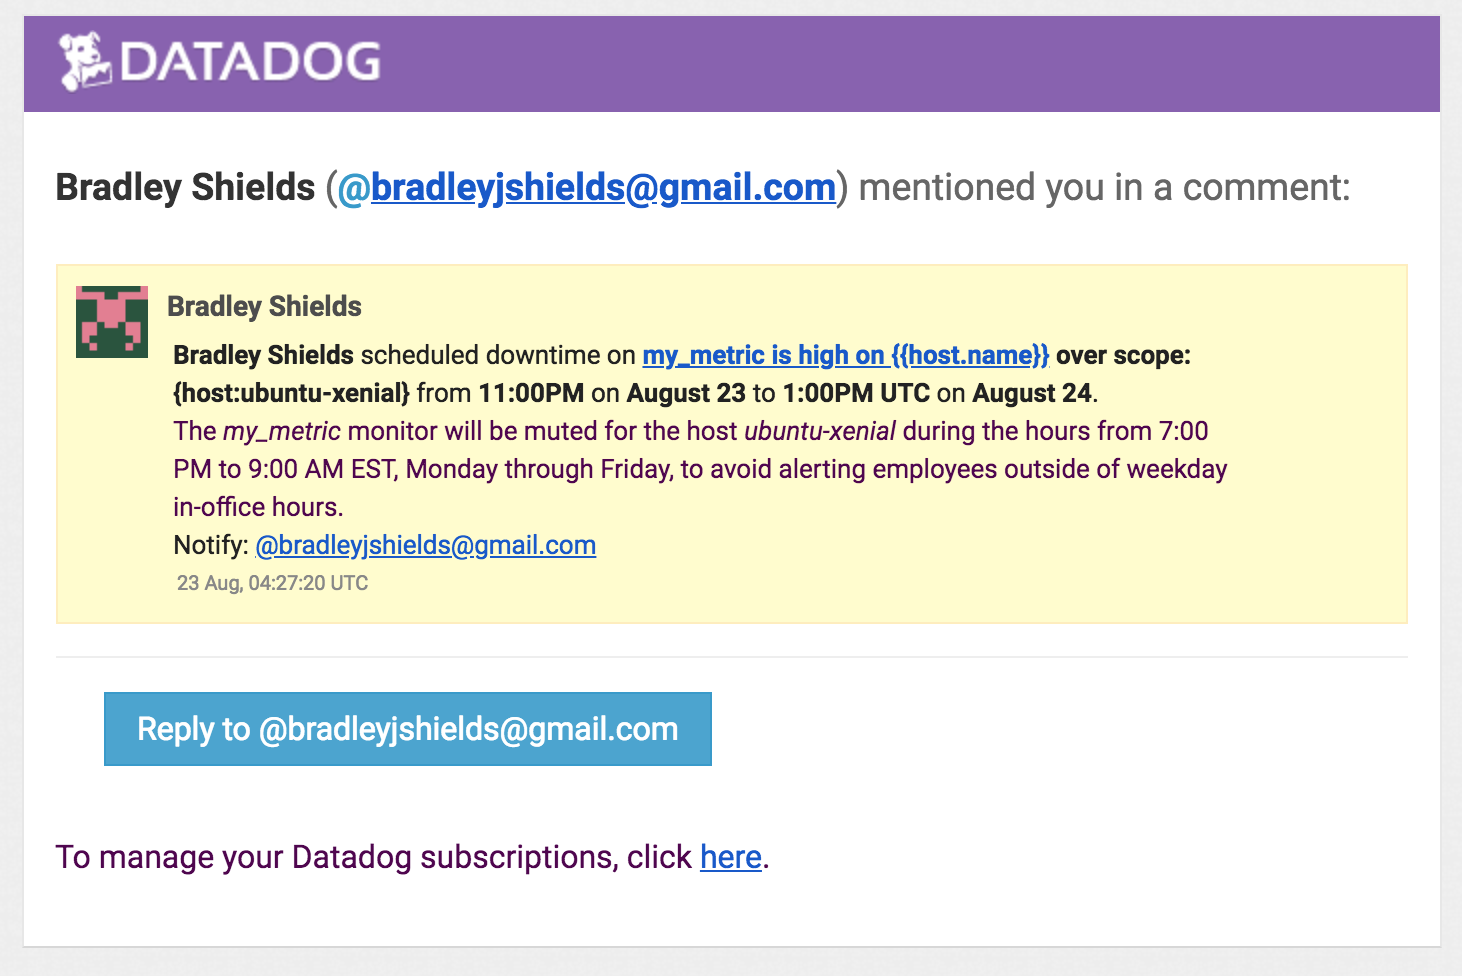 DATADOG
Bradley Shields (@bradleyjshields@gmail.com) mentioned you in a comment:
Bradley Shields
Bradley Shields scheduled downtime on my_metric is high on {{host.name}} over scope:
{host:ubuntu-xenial} from 11:00PM on August 23 to 1:00PM UTC on August 24.
The my_metric monitor will be muted for the host ubuntu-xenial during the hours from 7:00
PM to 9:00 AM EST, Monday through Friday, to avoid alerting employees outside of weekday
in-office hours.
Notify: @bradleyjshields@gmail.com
23 Aug, 04:27:20 UTC
Reply to @bradleyjshields@gmail.com
To manage your Datadog subscriptions, click here.